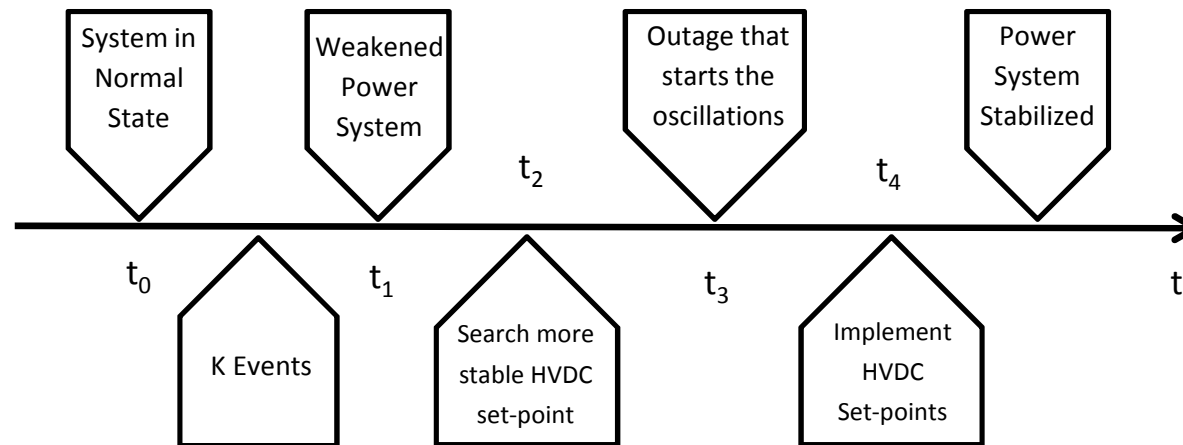 System in
Normal
State
Weakened
Power
System
Outage that
starts the
oscillations
Power
System
Stabilized
t2
t4
t0
t1
t3
t
K Events
Search more
stable HVDC
set-point
Implement
HVDC
Set-points